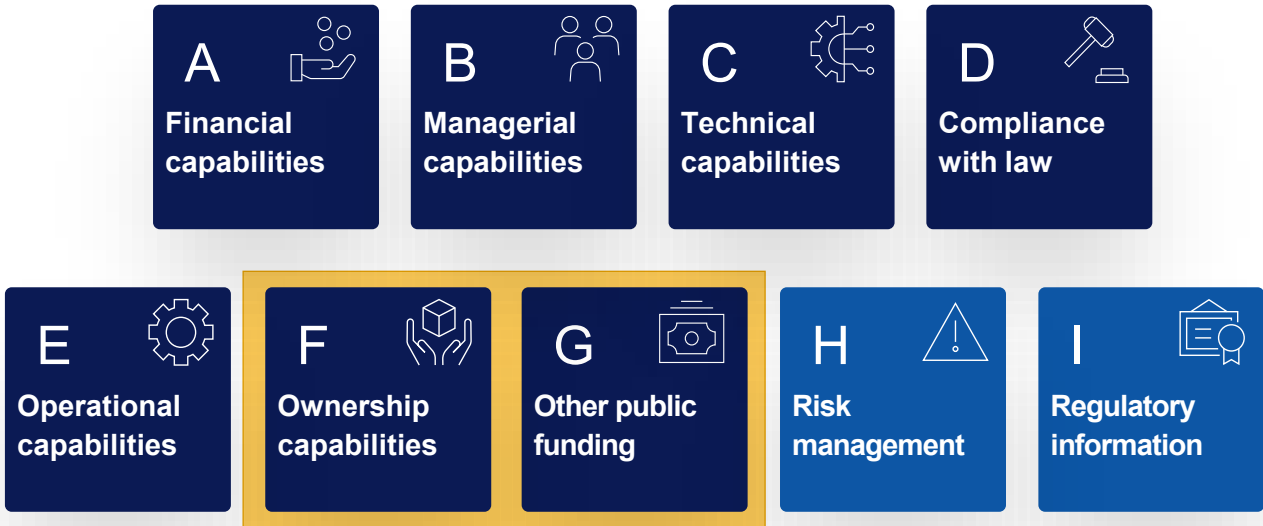 A
Financial
capabilities
B
Managerial
capabilities
C
Technical
capabilities
D
Compliance
with law
E
Operational
capabilities
F
Ownership
capabilities
G
Other public
funding
H
Risk
management
I
Regulatory
information